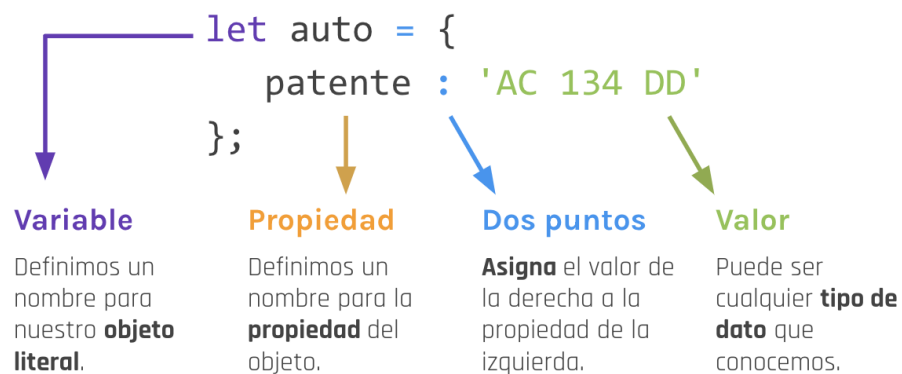 let auto = {
patente : 'AC 134 DD'
};
Variable
Definimos un
nombre para
nuestro objeto
literal.
Propiedad
Definimos un
nombre para la
propiedad del
objeto.
Dos puntos
Asigna el valor de
la derecha a la
propiedad de la
izquierda.
Valor
Puede ser
cualquier tipo de
dato que
conocemos.